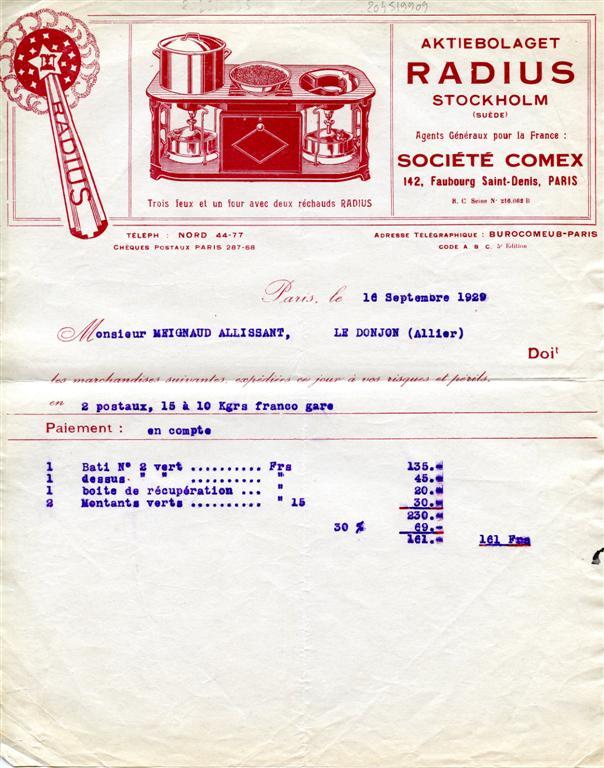 204519909
RADIUS
Trois feux et un four avec deux réchauds RADIUS
AKTIEBOLAGET
RADIUS
STOCKHOLM
(SUÈDE)
Agents Généraux pour la France :
SOCIÉTÉ COMEX
142, Faubourg Saint-Denis, PARIS
R. C Seine N° 216.062 B
TÉLEPH : NORD 44-77
CHÈQUES POSTAUX PARIS 287-68
ADRESSE TÉLÉGRAPHIQUE : BUROCOMEUB-PARIS
CODE A B C, 5e Edition
Paris, le 16 Septembre 1929
Monsieur MEIGNAUD ALLISSANT, LE DONJON (Allier)
Doit
les marchandises suivantes, expédiées ce jour à vos risques et périls,
en 2 postaux, 15 à 10 Kgrs franco gare
Paiement : en compte
1 Bati N° 2 vert .......... Frs 135.-
1 dessus " " .......... " 45.-
1 boite de récupération ... " 20.-
2 Montants verts .......... " 15 30.-
230.-
30 % 69.-
161.- 161 Frs